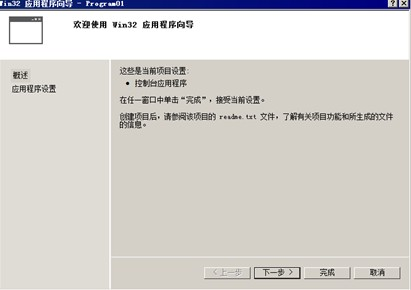 Win32 应用程序向导 - Program01
欢迎使用 Win32 应用程序向导
概述
应用程序设置
这些是当前项目设置:
• 控制台应用程序
在任一窗口中单击“完成”，接受当前设置。
创建项目后，请参阅该项目的 readme.txt 文件，了解有关项目功能和所生成的文件
的信息。
< 上一步
下一步 >
完成
取消